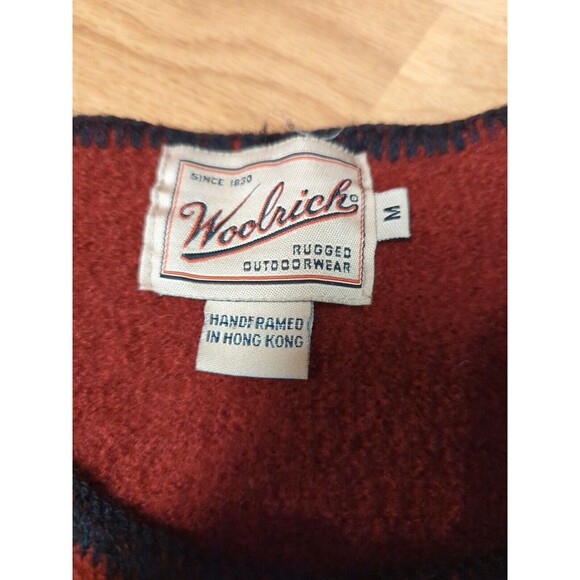 SINCE 1830
Woolrich®
RUGGED
OUTDOORWEAR
M
HANDFRAMED
IN HONG KONG